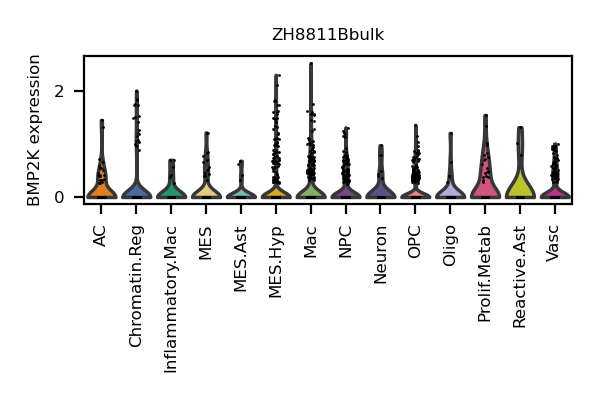 ZH8811Bbulk
BMP2K expression
2
0
AC
Chromatin.Reg
Inflammatory.Mac
MES
MES.Ast
MES.Hyp
Mac
NPC
Neuron
OPC
Oligo
Prolif.Metab
Reactive.Ast
Vasc